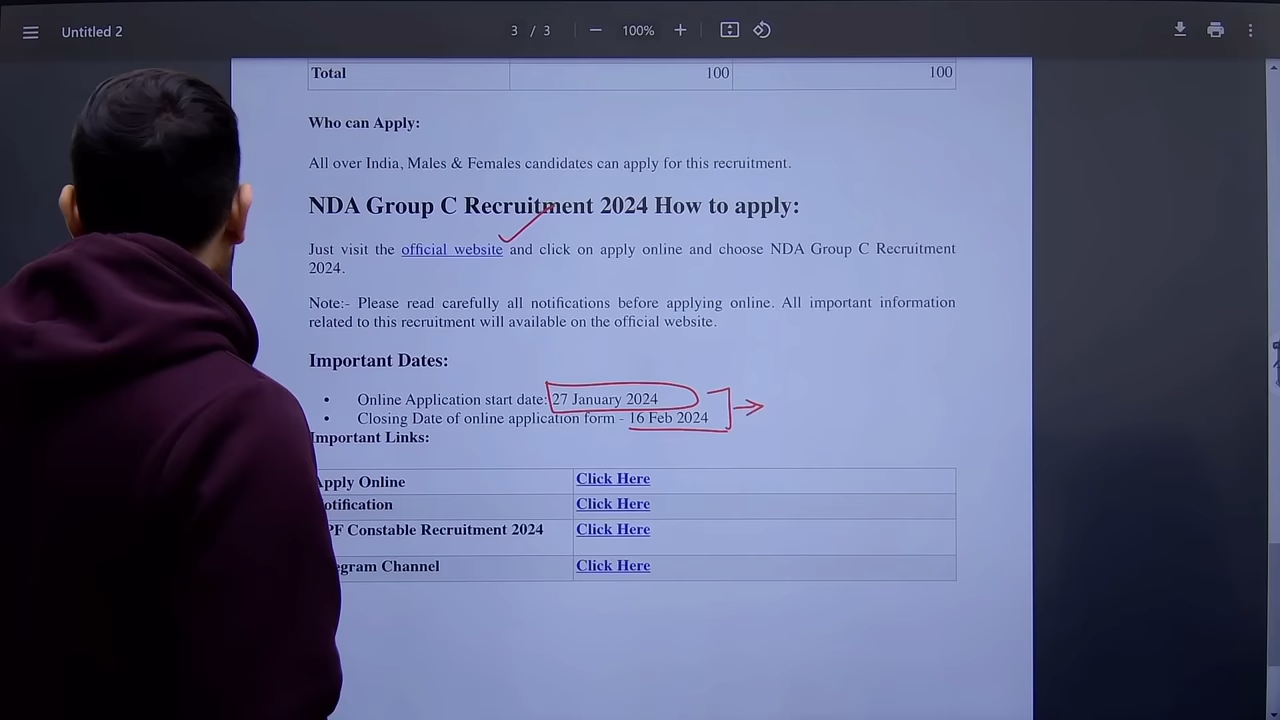 Untitled 2
3 / 3
100%
Total 100 100
Who can Apply:
All over India, Males & Females candidates can apply for this recruitment.
NDA Group C Recruitment 2024 How to apply:
Just visit the official website and click on apply online and choose NDA Group C Recruitment
2024.
Note:- Please read carefully all notifications before applying online. All important information
related to this recruitment will available on the official website.
Important Dates:
• Online Application start date: 27 January 2024
• Closing Date of online application form - 16 Feb 2024
Important Links:
Apply Online Click Here
otification Click Here
PF Constable Recruitment 2024 Click Here
egram Channel Click Here